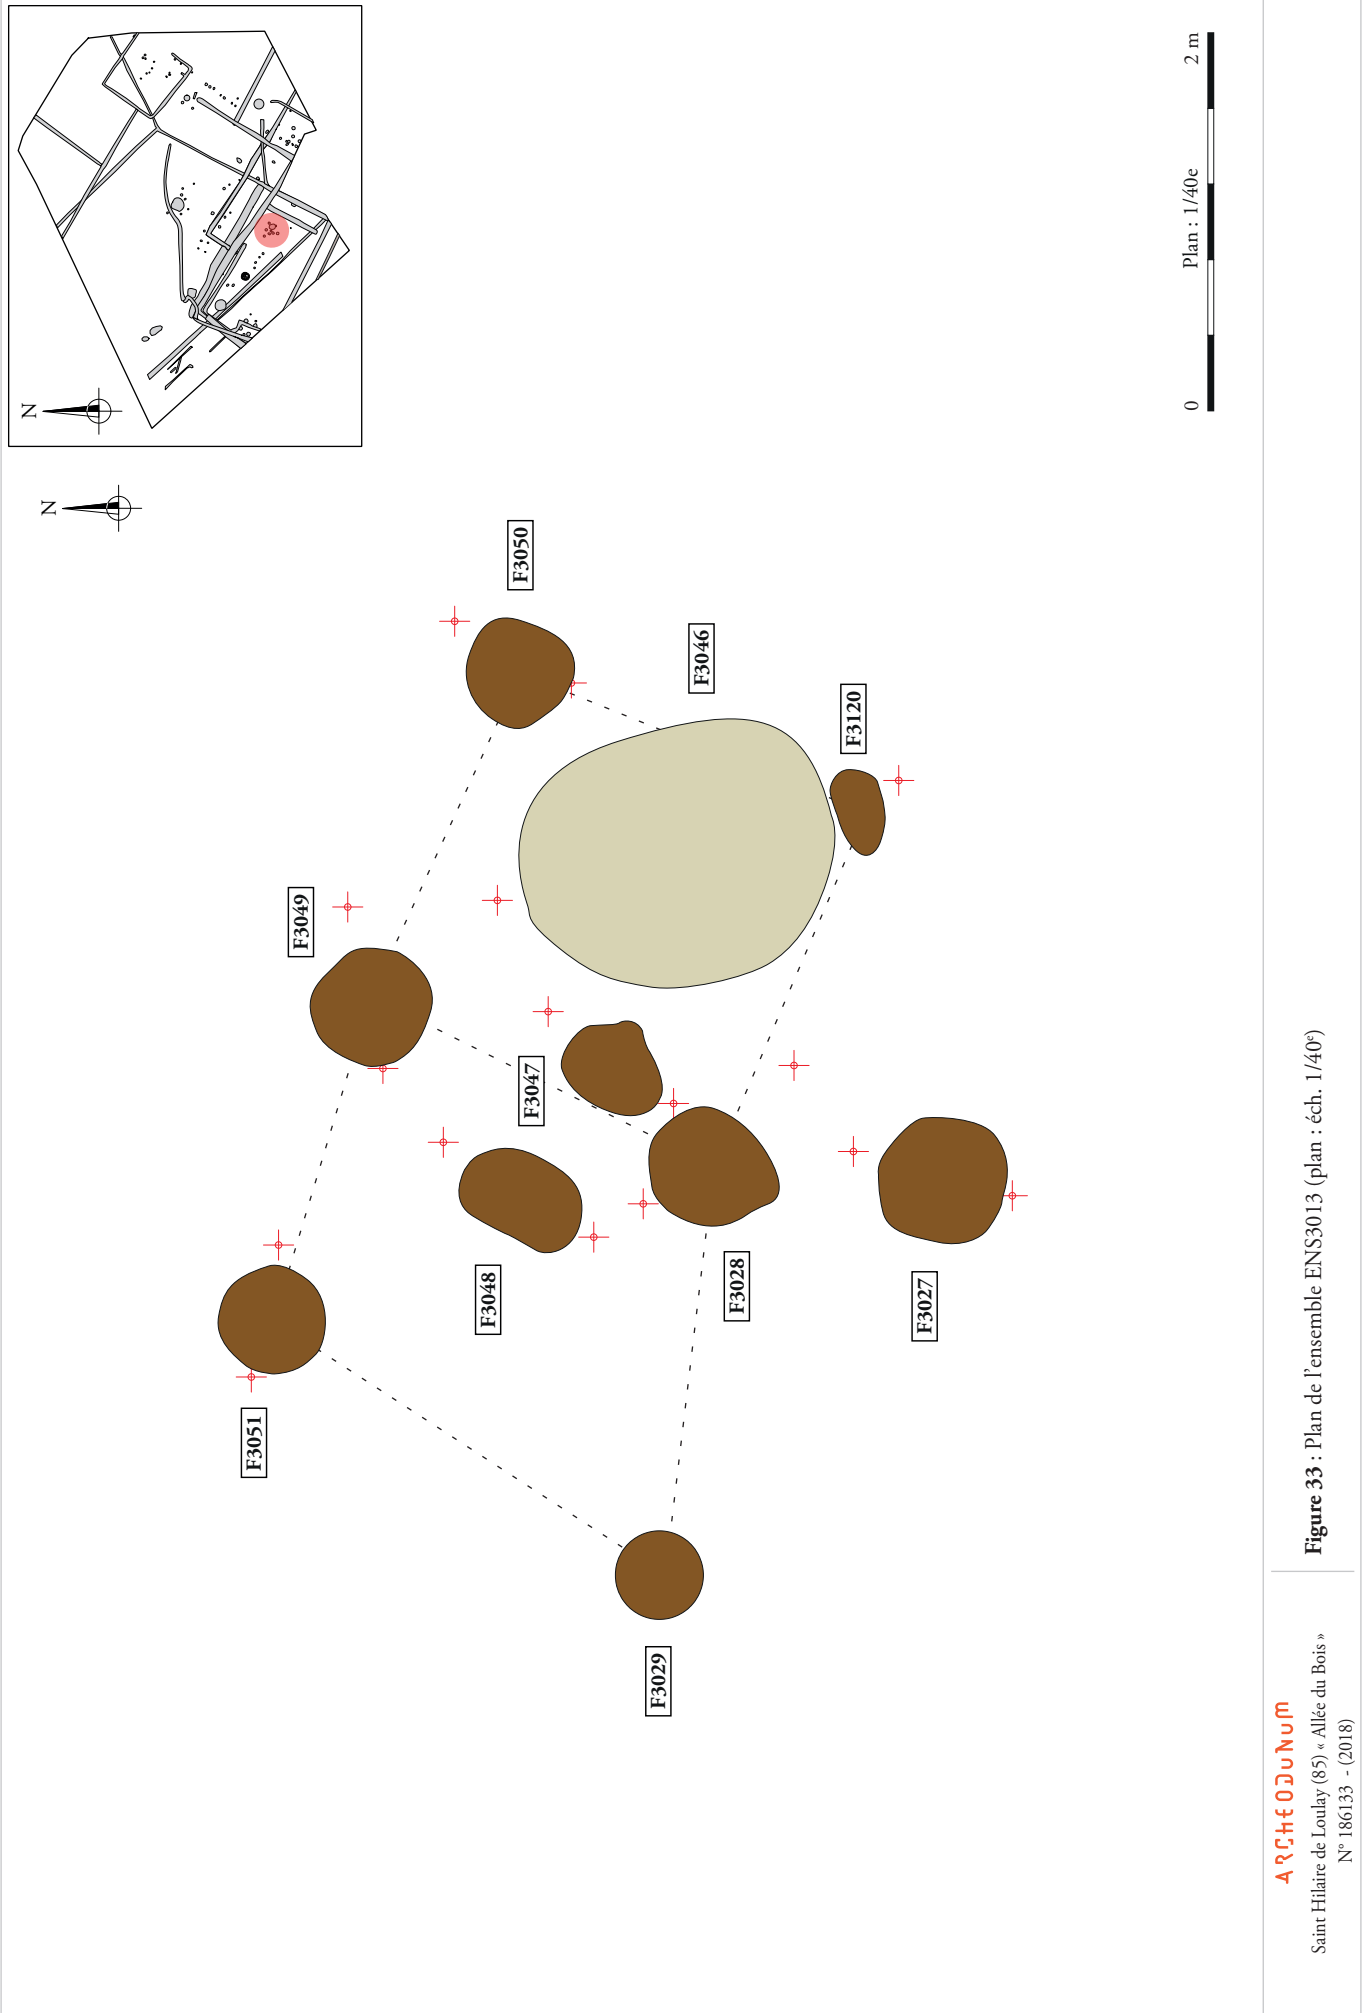 N
N
F3050
F3046
F3120
F3049
F3047
F3048
F3028
F3027
F3051
F3029
0
Plan : 1/40e
2 m
ARCHEODUNUM
Saint Hilaire de Loulay (85) « Allée du Bois »
N° 186133 - (2018)
Figure 33 : Plan de l'ensemble ENS3013 (plan : éch. 1/40e)